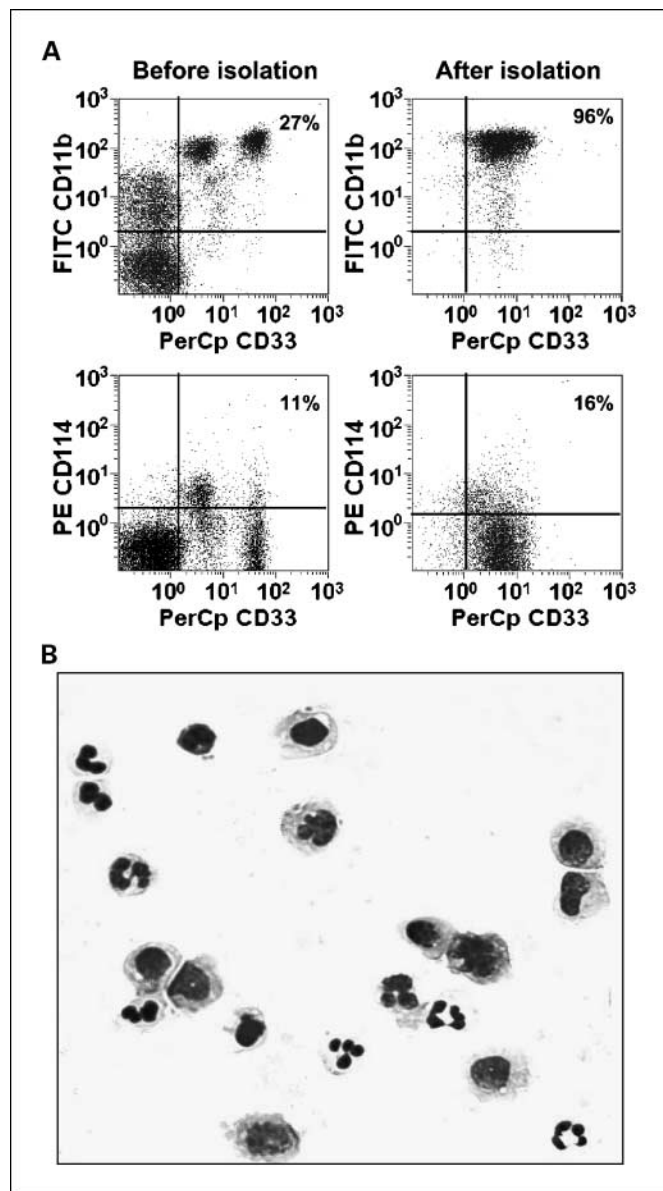 A
Before isolation
After isolation
10³
10²
10¹
10⁰
FITC CD11b
27%
10⁰ 10¹ 10² 10³
PerCp CD33
10³
10²
10¹
10⁰
FITC CD11b
96%
10⁰ 10¹ 10² 10³
PerCp CD33
10³
10²
10¹
10⁰
PE CD114
11%
10⁰ 10¹ 10² 10³
PerCp CD33
10³
10²
10¹
10⁰
PE CD114
16%
10⁰ 10¹ 10² 10³
PerCp CD33
B